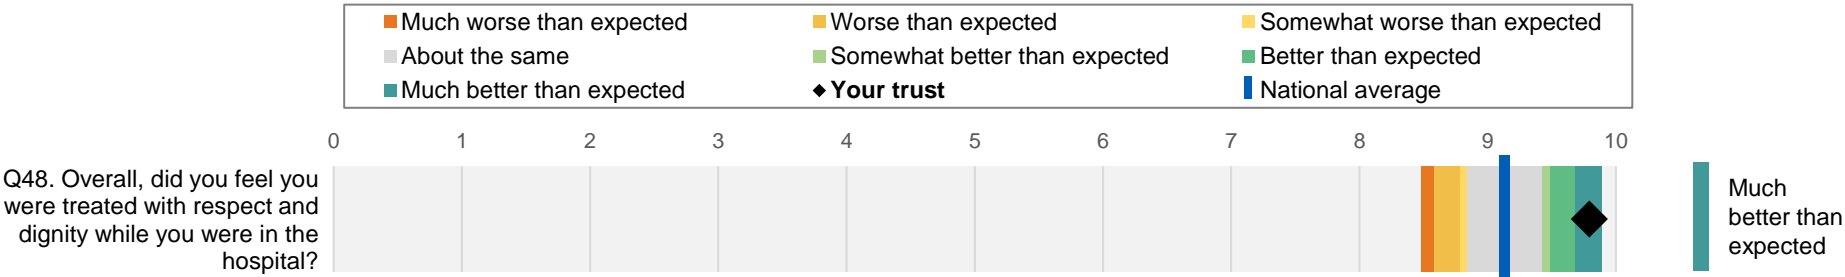 Much worse than expected
Worse than expected
Somewhat worse than expected
About the same
Somewhat better than expected
Better than expected
Much better than expected
Your trust
National average
0 1 2 3 4 5 6 7 8 9 10
Q48. Overall, did you feel you
were treated with respect and
dignity while you were in the
hospital?
Much
better than
expected